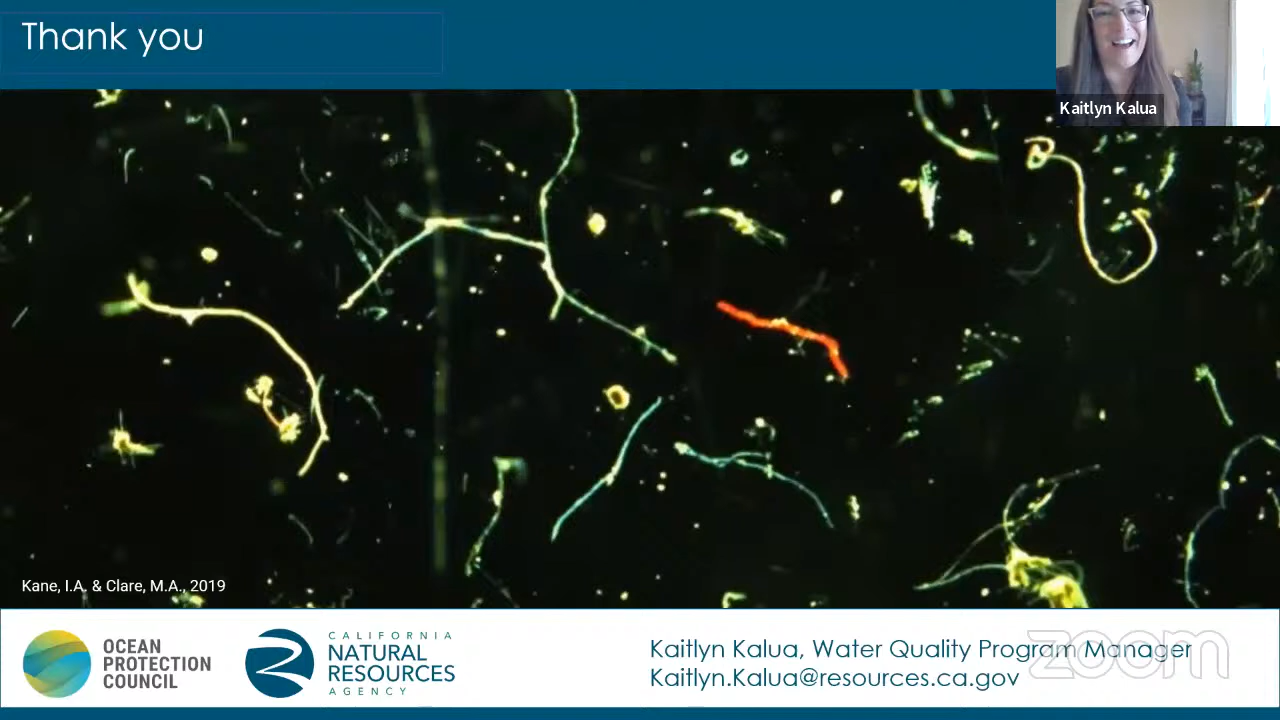 Thank you
Kaitlyn Kalua
Kane, I.A. & Clare, M.A., 2019
OCEAN
PROTECTION
COUNCIL
CALIFORNIA
NATURAL
RESOURCES
AGENCY
Kaitlyn Kalua, Water Quality Program Manager
Kaitlyn.Kalua@resources.ca.gov
zoom